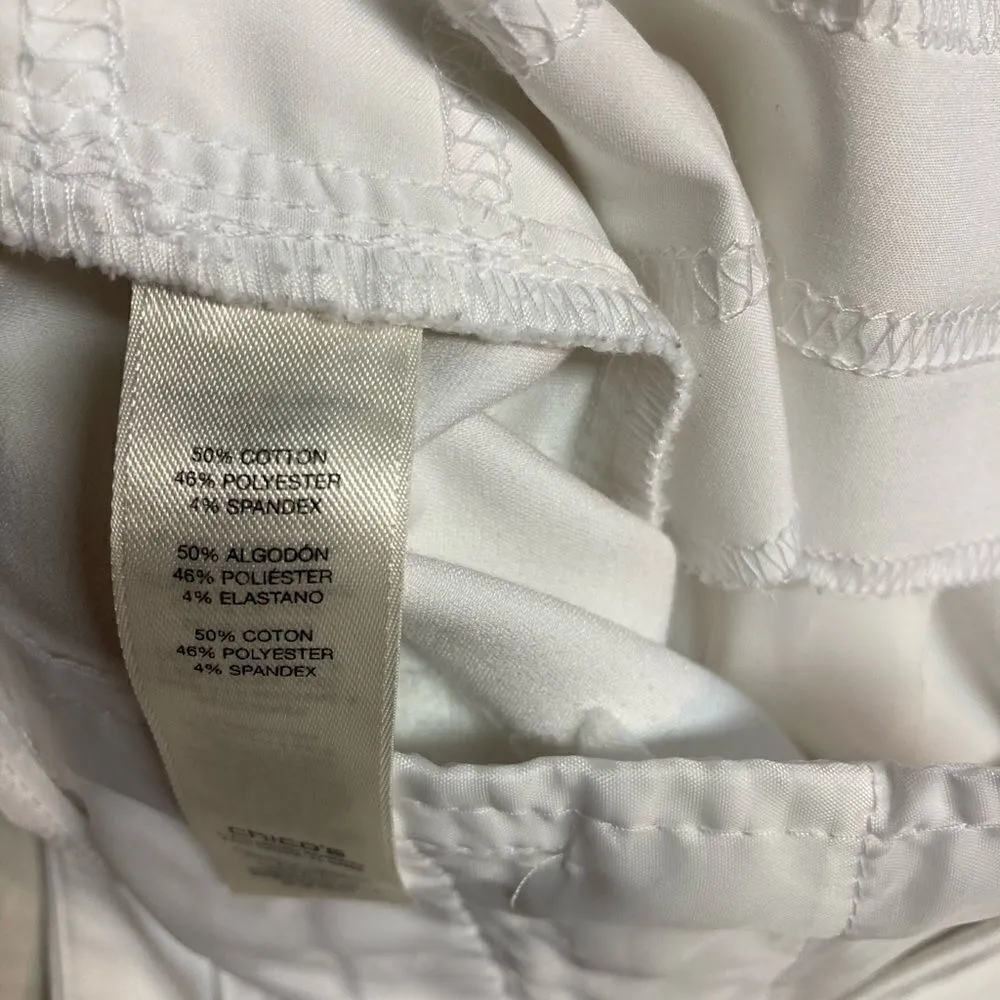 50% COTTON
46% POLYESTER
4% SPANDEX
50% ALGODÓN
46% POLIÉSTER
4% ELASTANO
50% COTON
46% POLYESTER
4% SPANDEX
chico's